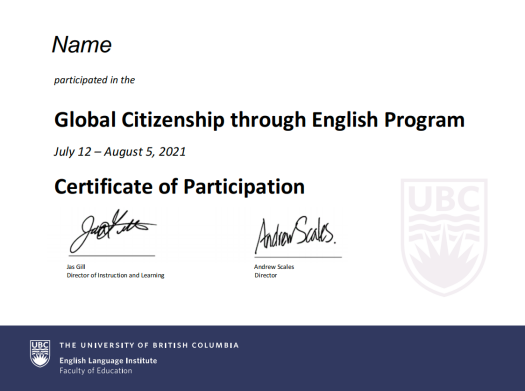 Name
participated in the
Global Citizenship through English Program
July 12 – August 5, 2021
Certificate of Participation
UBC
Andrew Scales.
Jas Gill
Andrew Scales
Director of Instruction and Learning
Director
UBC
THE UNIVERSITY OF BRITISH COLUMBIA
English Language Institute
Faculty of Education